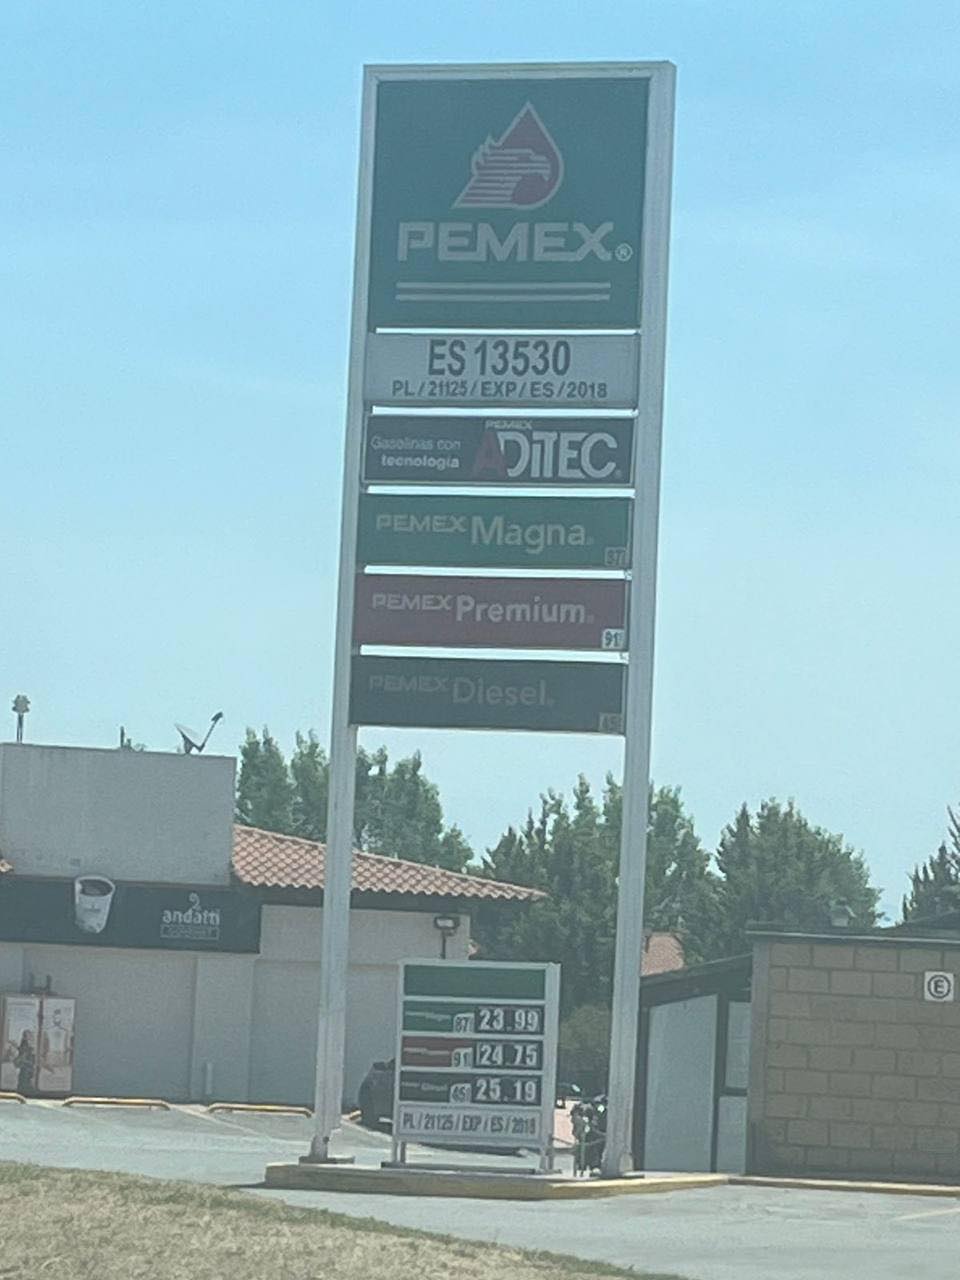 PEMEX®
ES 13530
PL / 21125 / EXP / ES / 2018
Gasolinas con
tecnología
PEMEX
ADITEC
PEMEX Magna
87
PEMEX Premium
91
PEMEX Diesel
andatti
87 23.99
91 24.75
Diesel 45 25.19
PL / 21125 / EXP / ES / 2018
E